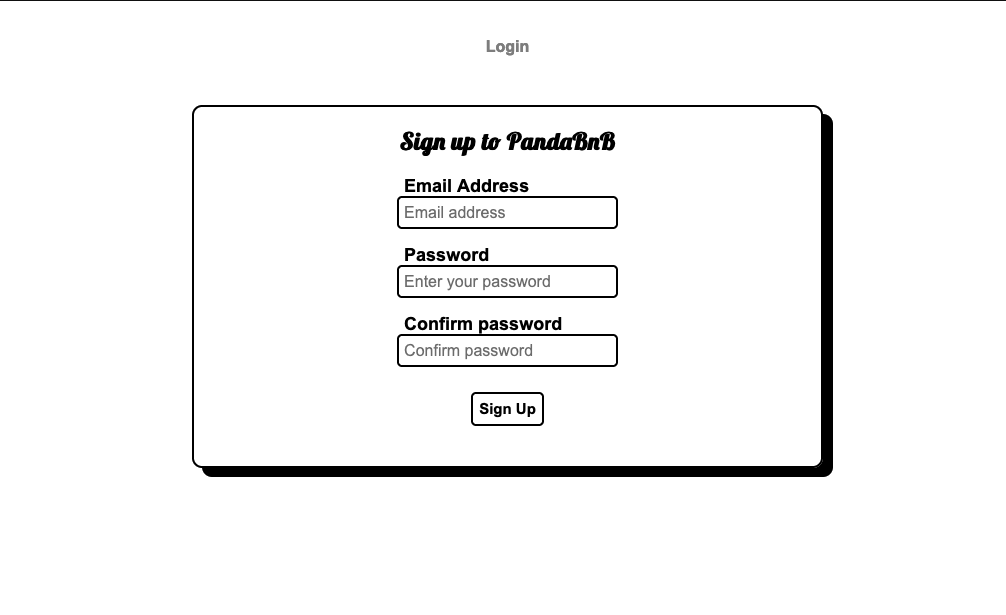 Login
Sign up to PandaBnB
Email Address
Email address
Password
Enter your password
Confirm password
Confirm password
Sign Up